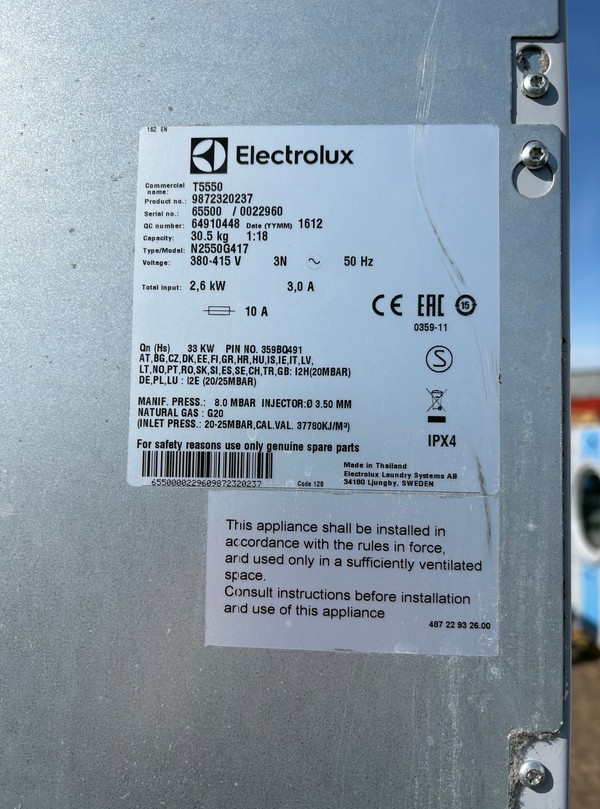 162 EN
Electrolux
Commercial name: T5550
Product no.: 9872320237
Serial no.: 65500 / 0022960
QC number: 64910448 Date (YYMM) 1612
Capacity: 30.5 kg 1:18
Type/Model: N2550G417
Voltage: 380-415 V 3N ~ 50 Hz
Total input: 2,6 kW 3,0 A
10 A
CE EAC 15
0359-11
S
Qn (Hs) 33 KW PIN NO. 359BQ491
AT,BG,CZ,DK,EE,FI,GR,HR,HU,IS,IE,IT,LV,
LT,NO,PT,RO,SK,SI,ES,SE,CH,TR,GB: I2H(20MBAR)
DE,PL,LU : I2E (20/25MBAR)
MANIF. PRESS.: 8.0 MBAR INJECTOR:Ø 3.50 MM
NATURAL GAS : G20
(INLET PRESS.: 20-25MBAR,CAL.VAL. 37780KJ/M³)
IPX4
For safety reasons use only genuine spare parts
6550000229609872320237 Code 128
Made in Thailand
Electrolux Laundry Systems AB
34180 Ljungby, SWEDEN
This appliance shall be installed in
accordance with the rules in force,
and used only in a sufficiently ventilated
space.
Consult instructions before installation
and use of this appliance
487 22 93 26.00